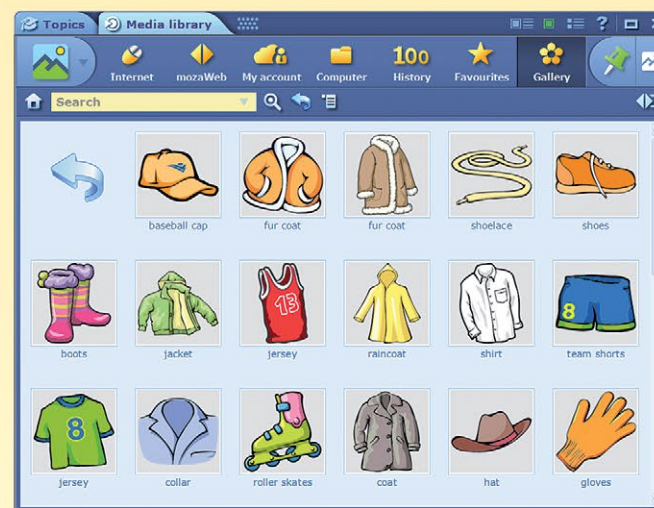 Topics Media library ?
100
Internet mozaWeb My account Computer History Favourites Gallery
Search
baseball cap fur coat fur coat shoelace shoes
13
8
boots jacket jersey raincoat shirt team shorts
8
jersey collar roller skates coat hat gloves